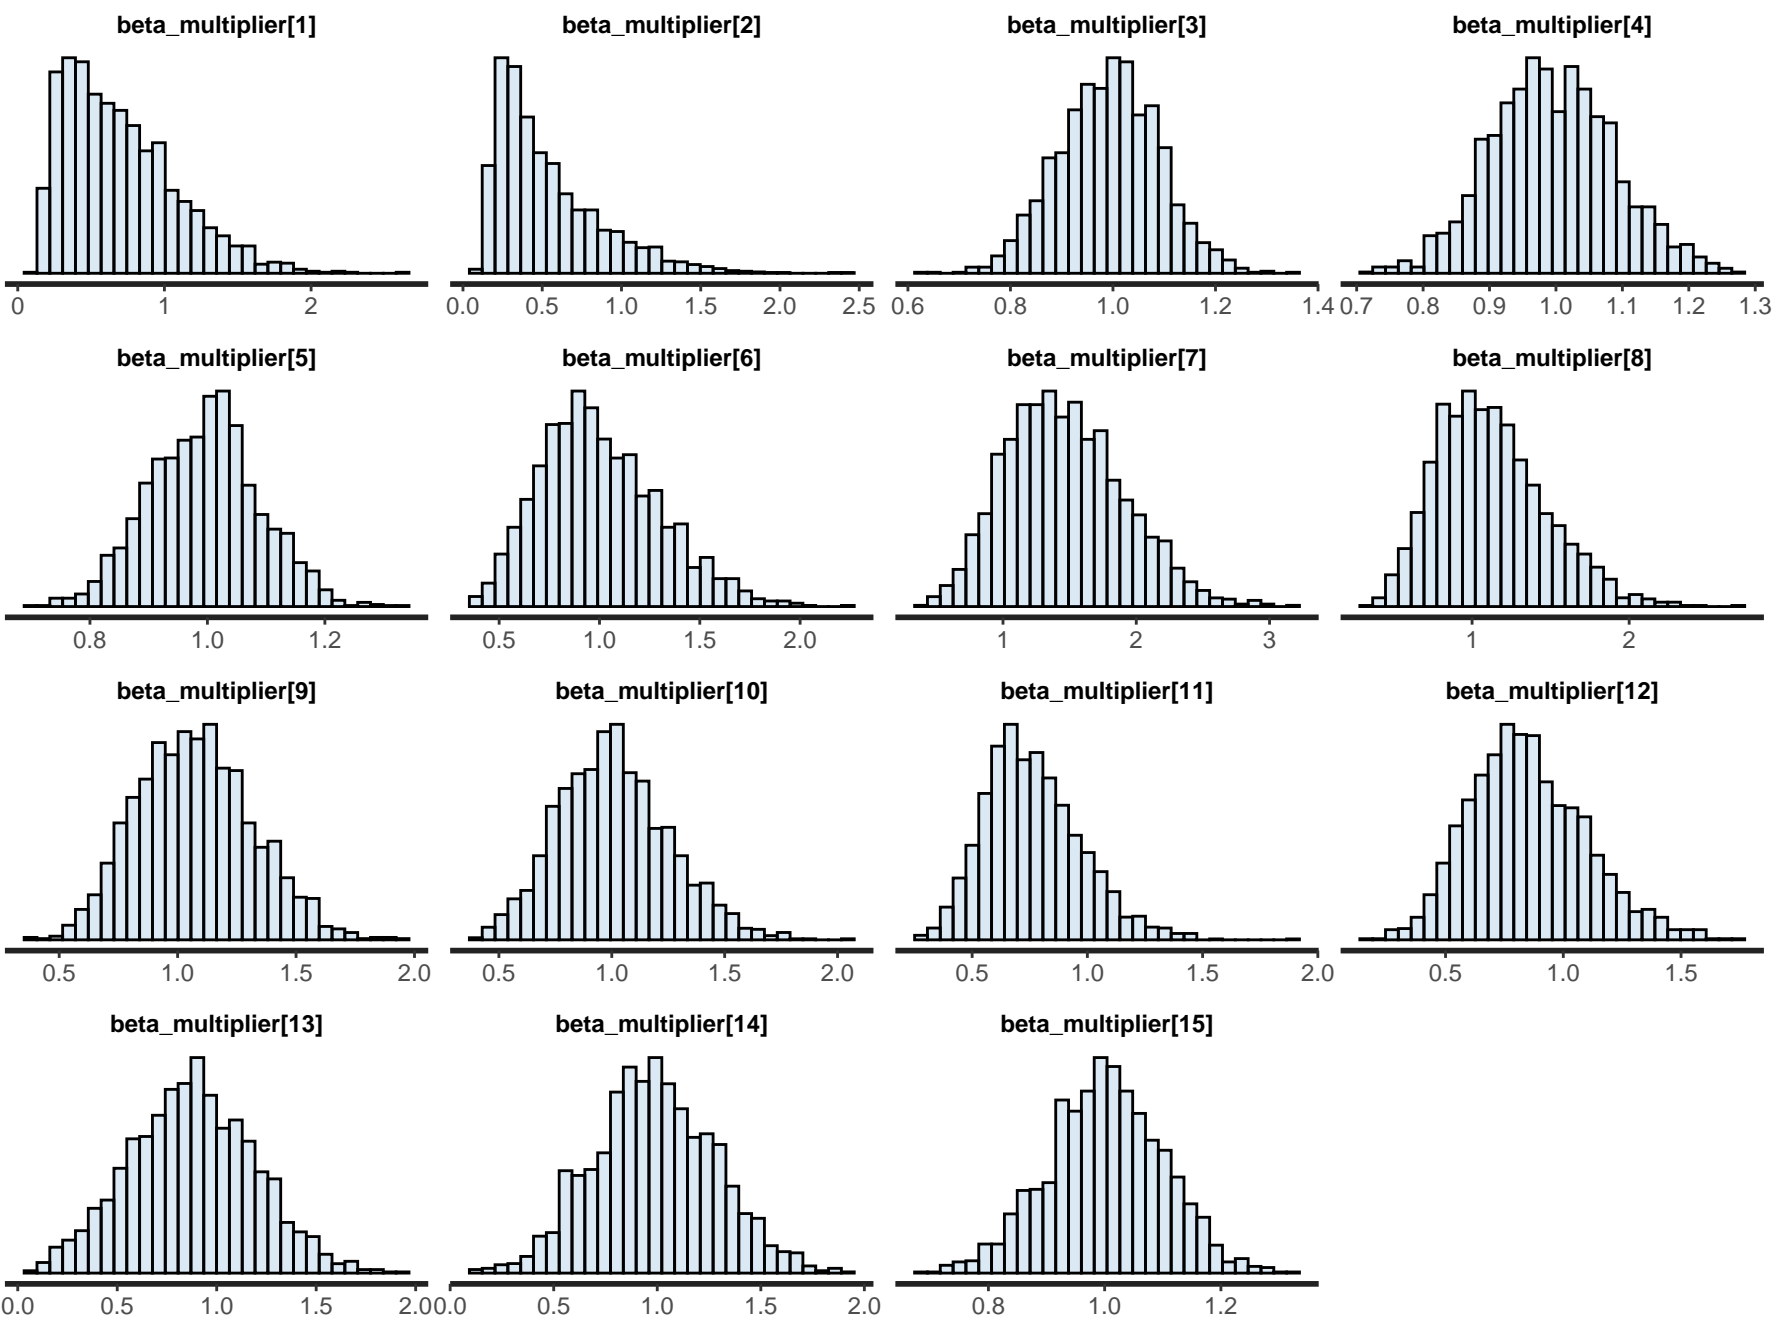 beta_multiplier[1] beta_multiplier[2] beta_multiplier[3] beta_multiplier[4]
0 1 2 0.0 0.5 1.0 1.5 2.0 2.5 0.6 0.8 1.0 1.2 1.4 0.7 0.8 0.9 1.0 1.1 1.2 1.3
beta_multiplier[5] beta_multiplier[6] beta_multiplier[7] beta_multiplier[8]
0.8 1.0 1.2 0.5 1.0 1.5 2.0 1 2 3 1 2
beta_multiplier[9] beta_multiplier[10] beta_multiplier[11] beta_multiplier[12]
0.5 1.0 1.5 2.0 0.5 1.0 1.5 2.0 0.5 1.0 1.5 2.0 0.5 1.0 1.5
beta_multiplier[13] beta_multiplier[14] beta_multiplier[15]
0.0 0.5 1.0 1.5 2.0 0.0 0.5 1.0 1.5 2.0 0.8 1.0 1.2